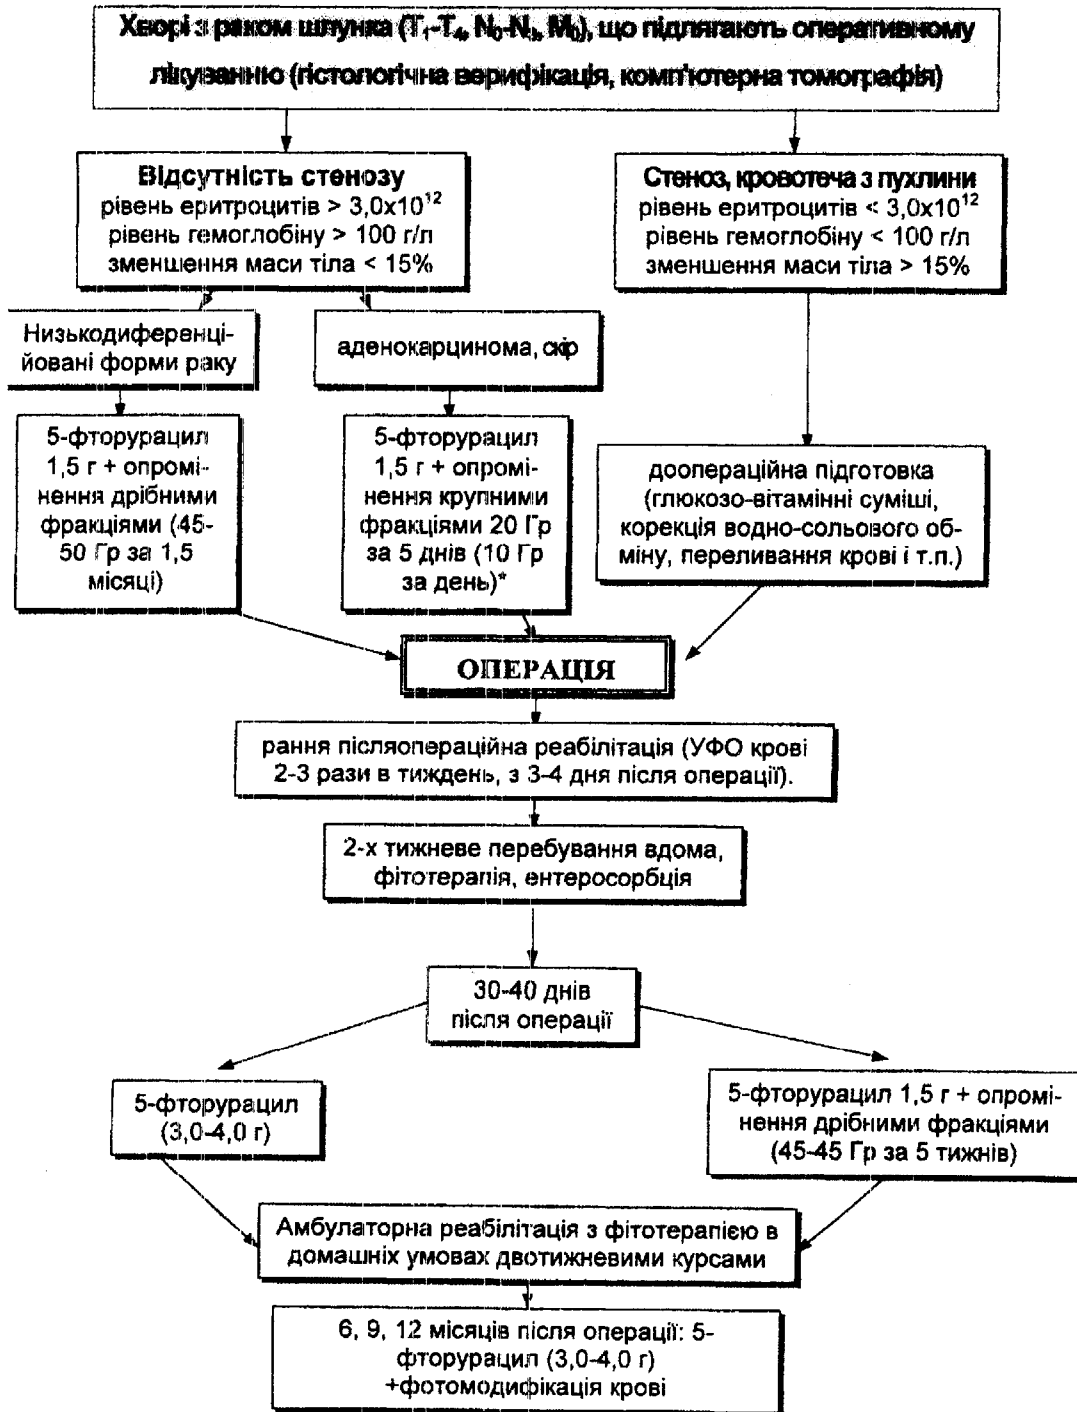 Хворі з раком шлунка (T₁-T₄, N₀-N₃, M₀), що підлягають оперативному
лікуванню (гістологічна верифікація, комп'ютерна томографія)
Відсутність стенозу
рівень еритроцитів > 3,0x10¹²
рівень гемоглобіну > 100 г/л
зменшення маси тіла < 15%
Стеноз, кровотеча з пухлини
рівень еритроцитів < 3,0x10¹²
рівень гемоглобіну < 100 г/л
зменшення маси тіла > 15%
Низькодиференці-
йовані форми раку
аденокарцинома, скір
5-фторурацил
1,5 г + опромі-
нення дрібними
фракціями (45-
50 Гр за 1,5
місяці)
5-фторурацил
1,5 г + опромі-
нення крупними
фракціями 20 Гр
за 5 днів (10 Гр
за день)*
доопераційна підготовка
(глюкозо-вітамінні суміші,
корекція водно-сольового об-
міну, переливання крові і т.п.)
ОПЕРАЦІЯ
рання післяопераційна реабілітація (УФО крові
2-3 рази в тиждень, з 3-4 дня після операції).
2-х тижневе перебування вдома,
фітотерапія, ентеросорбція
30-40 днів
після операції
5-фторурацил
(3,0-4,0 г)
5-фторурацил 1,5 г + опромі-
нення дрібними фракціями
(45-45 Гр за 5 тижнів)
Амбулаторна реабілітація з фітотерапією в
домашніх умовах двотижневими курсами
6, 9, 12 місяців після операції: 5-
фторурацил (3,0-4,0 г)
+фотомодифікація крові